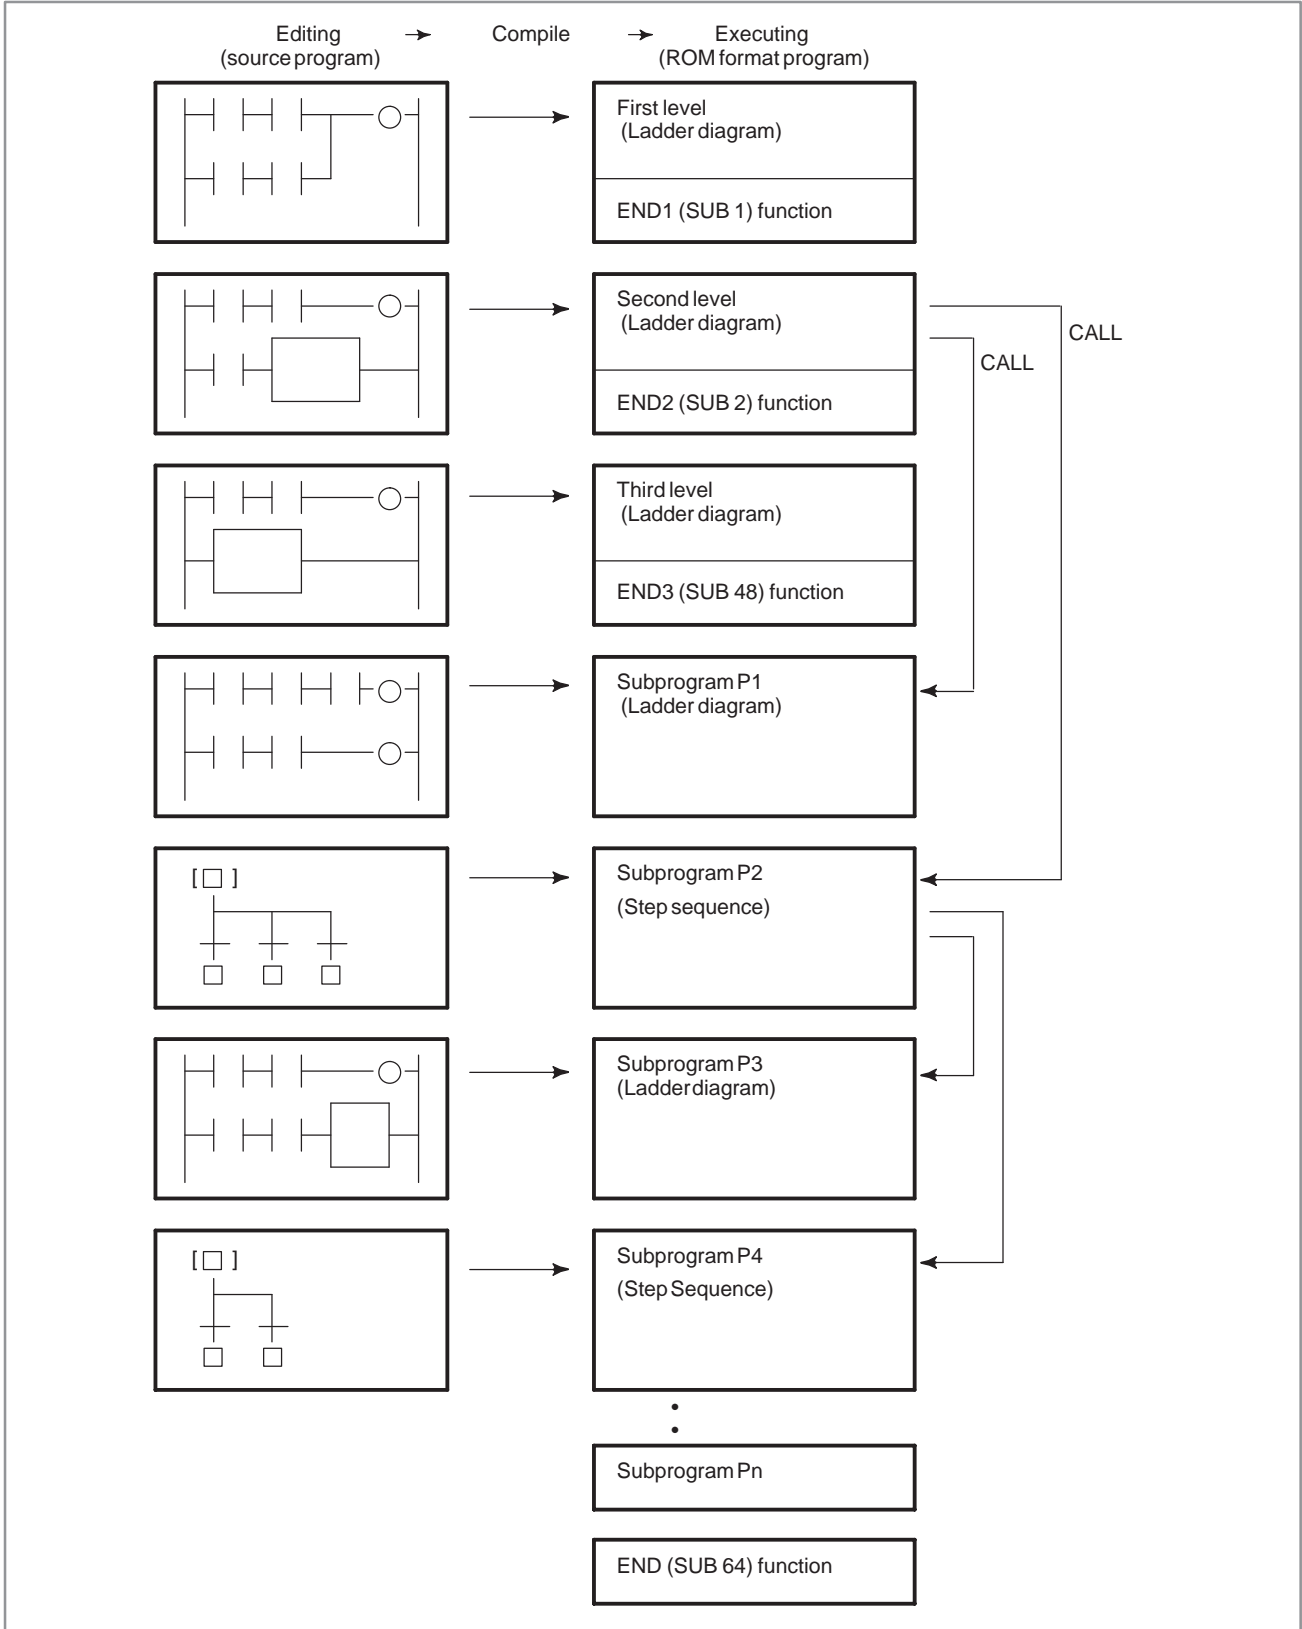 Editing → Compile → Executing
(source program) (ROM format program)
First level
(Ladder diagram)
END1 (SUB 1) function
Second level
(Ladder diagram)
CALL
CALL
END2 (SUB 2) function
Third level
(Ladder diagram)
END3 (SUB 48) function
Subprogram P1
(Ladder diagram)
[□]
Subprogram P2
(Step sequence)
Subprogram P3
(Ladder diagram)
[□]
Subprogram P4
(Step Sequence)
Subprogram Pn
END (SUB 64) function